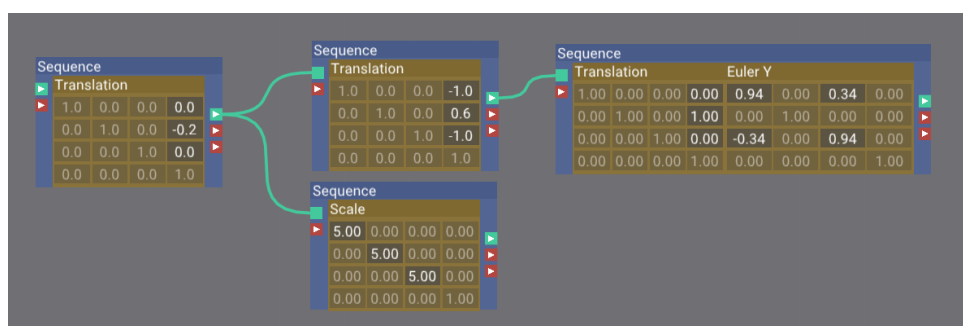 Sequence
Translation
1.0 0.0 0.0 0.0
0.0 1.0 0.0 -0.2
0.0 0.0 1.0 0.0
0.0 0.0 0.0 1.0
Sequence
Translation
1.0 0.0 0.0 -1.0
0.0 1.0 0.0 0.6
0.0 0.0 1.0 -1.0
0.0 0.0 0.0 1.0
Sequence
Scale
5.00 0.00 0.00 0.00
0.00 5.00 0.00 0.00
0.00 0.00 5.00 0.00
0.00 0.00 0.00 1.00
Sequence
Translation Euler Y
1.00 0.00 0.00 0.00 0.94 0.00 0.34 0.00
0.00 1.00 0.00 1.00 0.00 1.00 0.00 0.00
0.00 0.00 1.00 0.00 -0.34 0.00 0.94 0.00
0.00 0.00 0.00 1.00 0.00 0.00 0.00 1.00